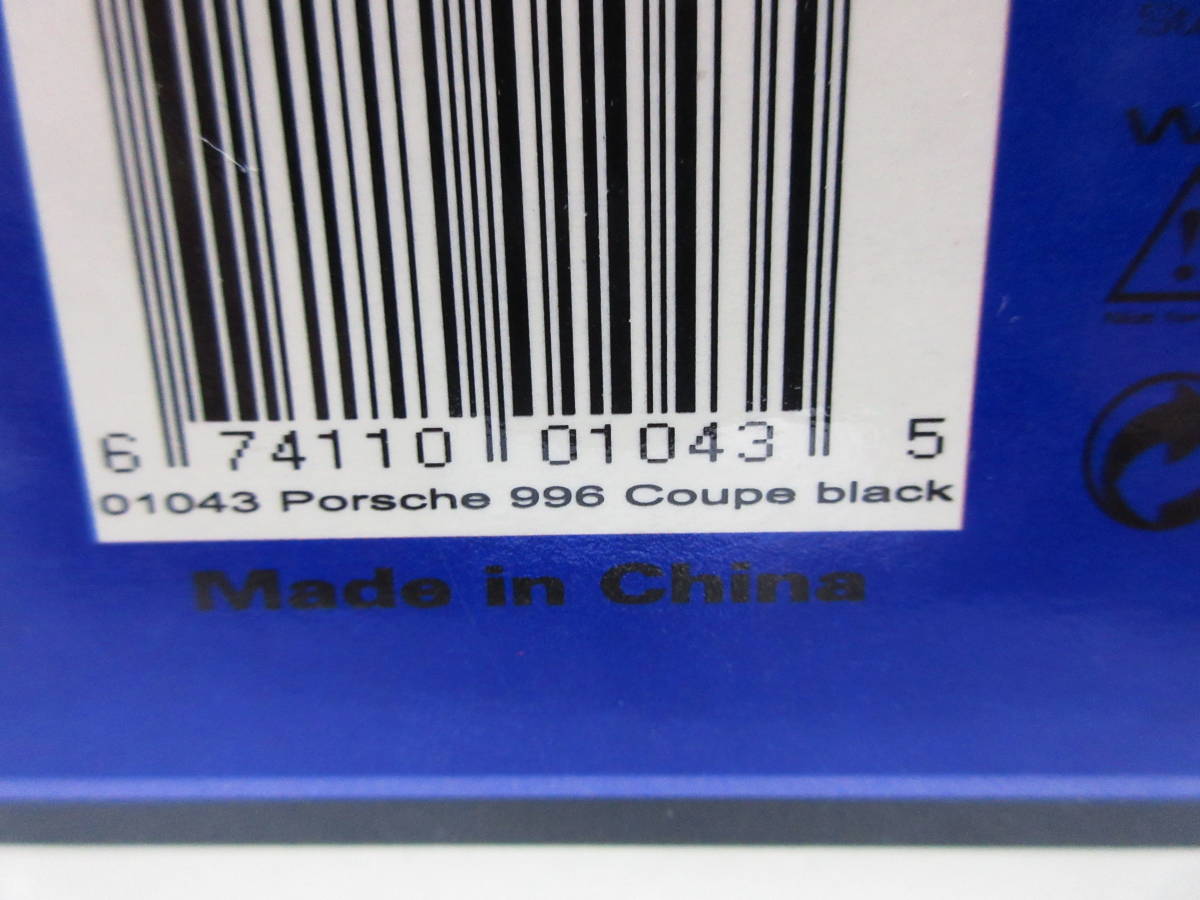 6 74110 01043 5
01043 Porsche 996 Coupe black
Made in China